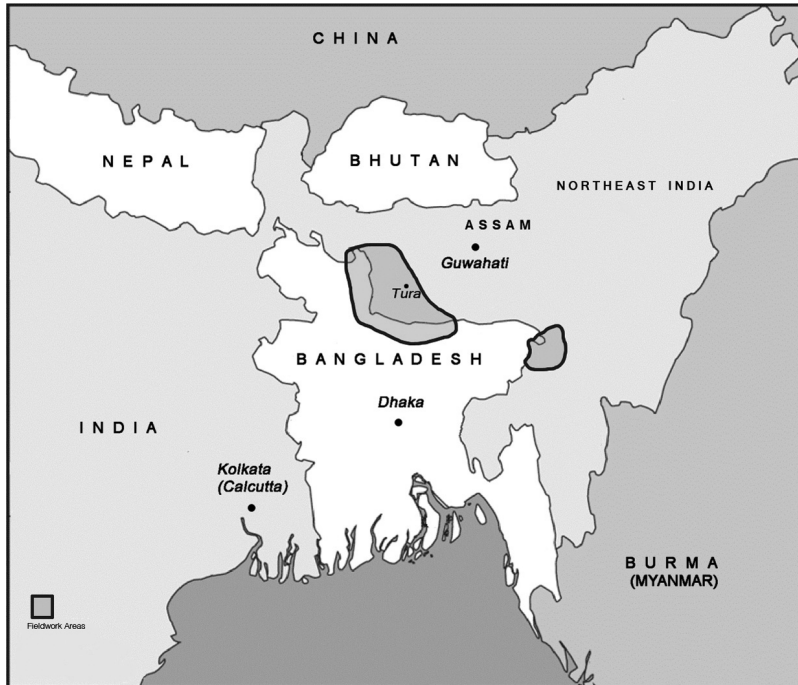 CHINA
NEPAL
BHUTAN
NORTHEAST INDIA
ASSAM
Guwahati
Tura
BANGLADESH
Dhaka
INDIA
Kolkata
(Calcutta)
BURMA
(MYANMAR)
Fieldwork Areas